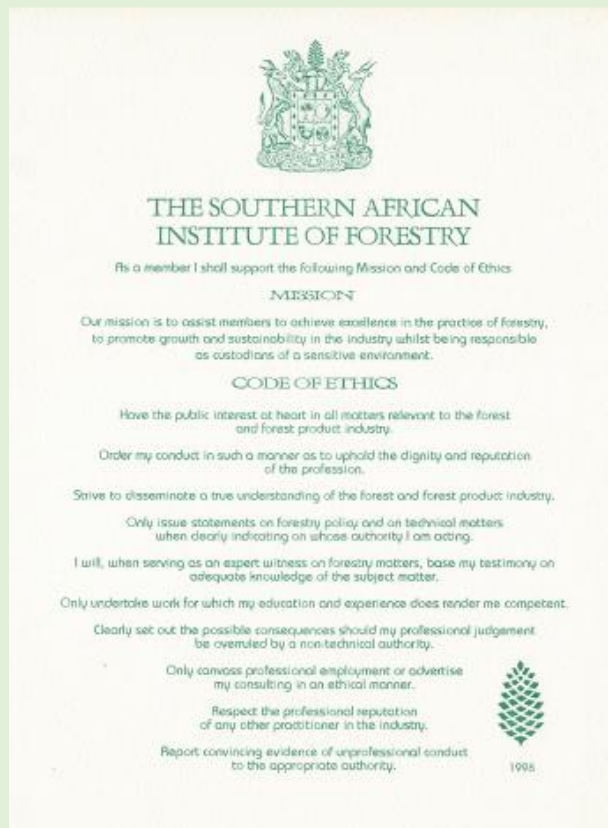 THE SOUTHERN AFRICAN
INSTITUTE OF FORESTRY
As a member I shall support the following Mission and Code of Ethics
MISSION
Our mission is to assist members to achieve excellence in the practice of forestry,
to promote growth and sustainability in the industry whilst being responsible
as custodians of a sensitive environment.
CODE OF ETHICS
Have the public interest at heart in all matters relevant to the forest
and forest product industry.
Order my conduct in such a manner as to uphold the dignity and reputation
of the profession.
Strive to disseminate a true understanding of the forest and forest product industry.
Only issue statements on forestry policy and on technical matters
when clearly indicating on whose authority I am acting.
I will, when serving as an expert witness on forestry matters, base my testimony on
adequate knowledge of the subject matter.
Only undertake work for which my education and experience does render me competent.
Clearly set out the possible consequences should my professional judgement
be overruled by a non-technical authority.
Only canvass professional employment or advertise
my consulting in an ethical manner.
Respect the professional reputation
of any other practitioner in the industry.
Report convincing evidence of unprofessional conduct
to the appropriate authority.